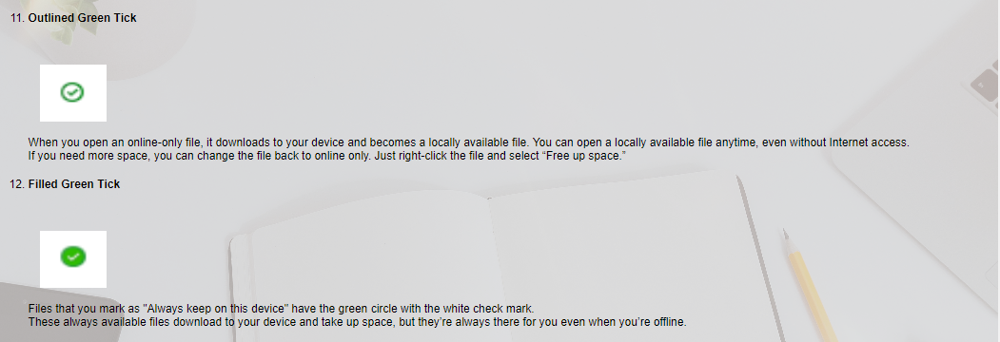 11. Outlined Green Tick
When you open an online-only file, it downloads to your device and becomes a locally available file. You can open a locally available file anytime, even without Internet access.
If you need more space, you can change the file back to online only. Just right-click the file and select “Free up space.”
12. Filled Green Tick
Files that you mark as "Always keep on this device" have the green circle with the white check mark.
These always available files download to your device and take up space, but they’re always there for you even when you’re offline.